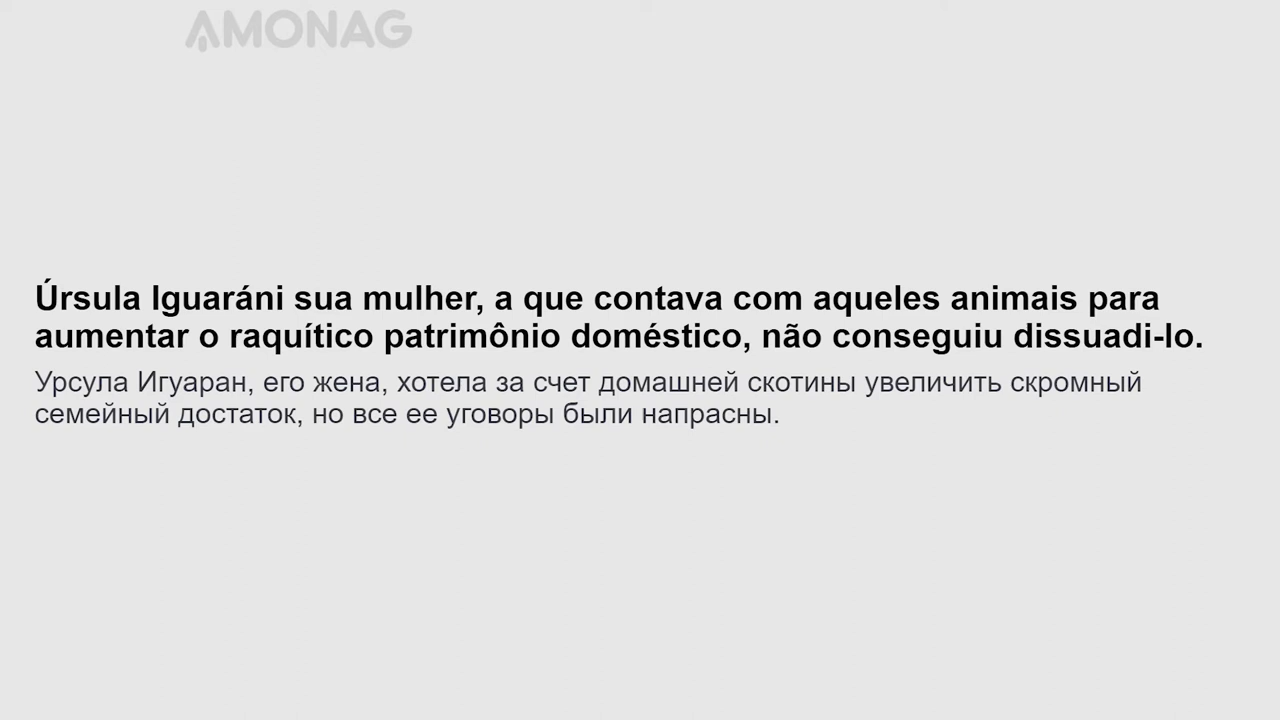 AMONAG
Úrsula Iguaráni sua mulher, a que contava com aqueles animais para
aumentar o raquítico patrimônio doméstico, não conseguiu dissuadi-lo.
Урсула Игуаран, его жена, хотела за счет домашней скотины увеличить скромный
семейный достаток, но все ее уговоры были напрасны.